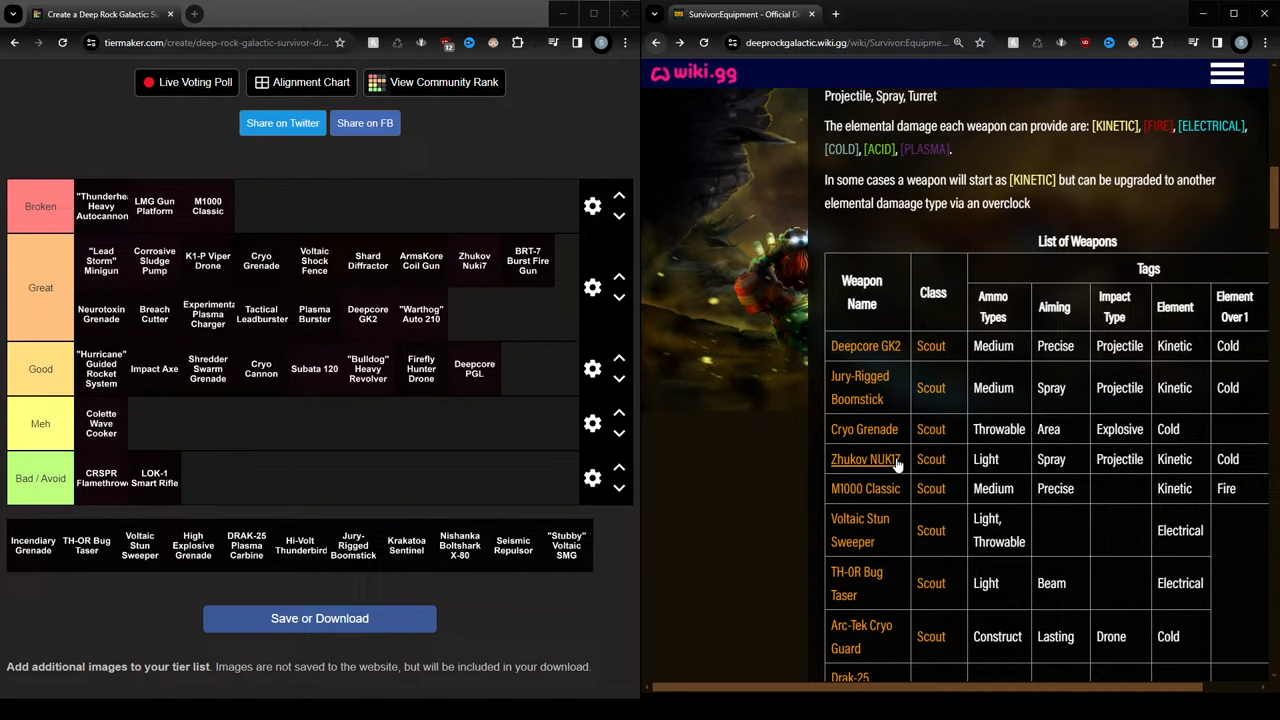 Create a Deep Rock Galactic: Su
tiermaker.com/create/deep-rock-galactic-survivor-dr...
12
S
Live Voting Poll
Alignment Chart
View Community Rank
Share on Twitter
Share on FB
Broken
"Thunderhea
Heavy
Autocannon
LMG Gun
Platform
M1000
Classic
Great
"Lead
Storm"
Minigun
Corrosive
Sludge
Pump
K1-P Viper
Drone
Cryo
Grenade
Voltaic
Shock
Fence
Shard
Diffractor
ArmsKore
Coil Gun
Zhukov
Nuki7
BRT-7
Burst Fire
Gun
Neurotoxin
Grenade
Breach
Cutter
Experimenta
Plasma
Charger
Tactical
Leadburster
Plasma
Burster
Deepcore
GK2
"Warthog"
Auto 210
Good
"Hurricane"
Guided
Rocket
System
Impact Axe
Shredder
Swarm
Grenade
Cryo
Cannon
Subata 120
"Bulldog"
Heavy
Revolver
Firefly
Hunter
Drone
Deepcore
PGL
Meh
Colette
Wave
Cooker
Bad / Avoid
CRSPR
Flamethrow
LOK-1
Smart Rifle
Incendiary
Grenade
TH-OR Bug
Taser
Voltaic
Stun
Sweeper
High
Explosive
Grenade
DRAK-25
Plasma
Carbine
Hi-Volt
Thunderbird
Jury-
Rigged
Boomstick
Krakatoa
Sentinel
Nishanka
Boltshark
X-80
Seismic
Repulsor
"Stubby"
Voltaic
SMG
Save or Download
Add additional images to your tier list. Images are not saved to the website, but will be included in your download.
Survivor:Equipment - Official D
deeprockgalactic.wiki.gg/wiki/Survivor:Equipme...
S
wiki.gg
Projectile, Spray, Turret
The elemental damage each weapon can provide are: [KINETIC], [FIRE], [ELECTRICAL],
[COLD], [ACID], [PLASMA].
In some cases a weapon will start as [KINETIC] but can be upgraded to another
elemental damaage type via an overclock
List of Weapons
Weapon
Name
Class
Tags
Ammo
Types
Aiming
Impact
Type
Element
Element
Over1
Deepcore GK2 Scout Medium Precise Projectile Kinetic Cold
Jury-Rigged
Boomstick
Scout Medium Spray Projectile Kinetic Cold
Cryo Grenade Scout Throwable Area Explosive Cold
Zhukov NUK17 Scout Light Spray Projectile Kinetic Cold
M1000 Classic Scout Medium Precise Kinetic Fire
Voltaic Stun
Sweeper
Scout
Light,
Throwable
Electrical
TH-0R Bug
Taser
Scout Light Beam Electrical
Arc-Tek Cryo
Guard
Scout Construct Lasting Drone Cold
Drak-25